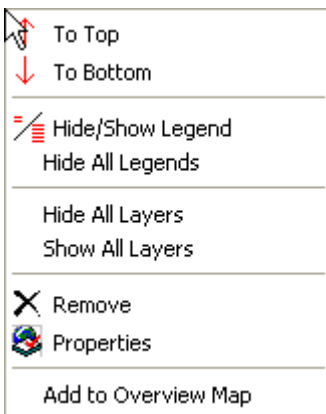 To Top
To Bottom
Hide/Show Legend
Hide All Legends
Hide All Layers
Show All Layers
Remove
Properties
Add to Overview Map